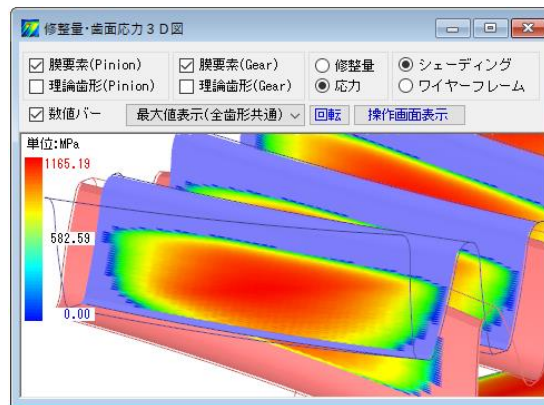 修整量･歯面応力３Ｄ図
膜要素(Pinion) 膜要素(Gear) 修整量 シェーディング
理論歯形(Pinion) 理論歯形(Gear) 応力 ワイヤーフレーム
数値バー 最大値表示(全歯形共通) 回転 操作画面表示
単位:MPa
1165.19
582.59
0.00